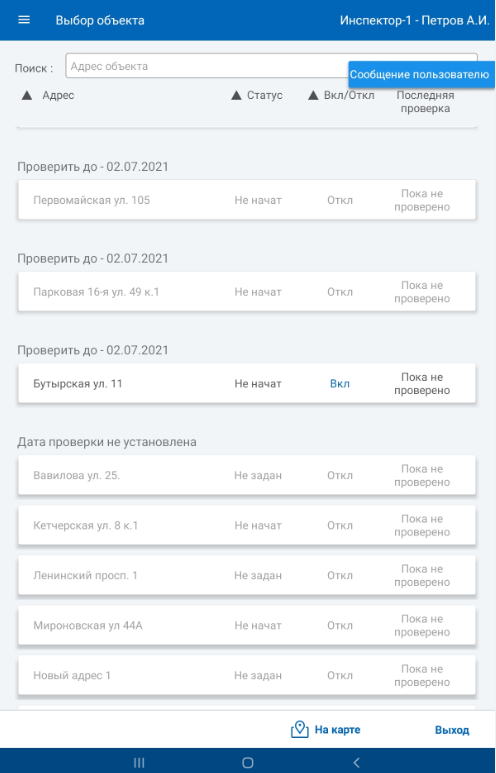 Выбор объекта
Инспектор-1 - Петров А.И.
Поиск :
Адрес объекта
Сообщение пользователю
Адрес
Статус
Вкл/Откл
Последняя
проверка
Проверить до - 02.07.2021
Первомайская ул. 105
Не начат
Откл
Пока не
проверено
Проверить до - 02.07.2021
Парковая 16-я ул. 49 к.1
Не начат
Откл
Пока не
проверено
Проверить до - 02.07.2021
Бутырская ул. 11
Не начат
Вкл
Пока не
проверено
Дата проверки не установлена
Вавилова ул. 25.
Не задан
Откл
Пока не
проверено
Кетчерская ул. 8 к.1
Не начат
Откл
Пока не
проверено
Ленинский просп. 1
Не задан
Откл
Пока не
проверено
Мироновская ул 44А
Не начат
Откл
Пока не
проверено
Новый адрес 1
Не задан
Откл
Пока не
проверено
На карте
Выход